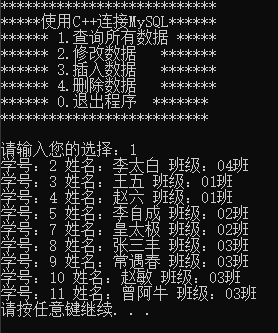 ***************************
*****使用C++连接MySQL******
****** 1.查询所有数据 *****
****** 2.修改数据   ******
****** 3.插入数据   ******
****** 4.删除数据   ******
****** 0.退出程序  *******
**************************

请输入您的选择：1
学号：2 姓名：李太白 班级：04班
学号：3 姓名：王五 班级：01班
学号：4 姓名：赵六 班级：01班
学号：5 姓名：李自成 班级：02班
学号：7 姓名：皇太极 班级：02班
学号：8 姓名：张三丰 班级：03班
学号：9 姓名：常遇春 班级：03班
学号：10 姓名：赵敏 班级：03班
学号：11 姓名：曾阿牛 班级：03班
请按任意键继续. . .